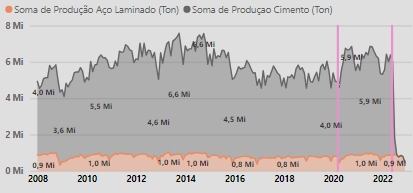 Soma de Produção Aço Laminado (Ton) Soma de Produçao Cimento (Ton)
8 Mi
6 Mi
4 Mi
2 Mi
0 Mi
4,0 Mi
3,6 Mi
5,5 Mi
4,6 Mi
6,6 Mi
6,6 Mi
4,5 Mi
4,0 Mi
5,9 Mi
5,9 Mi
0,9 Mi
1,0 Mi
1,0 Mi
0,8 Mi
0,8 Mi
1,0 Mi
0,9 Mi
2008 2010 2012 2014 2016 2018 2020 2022